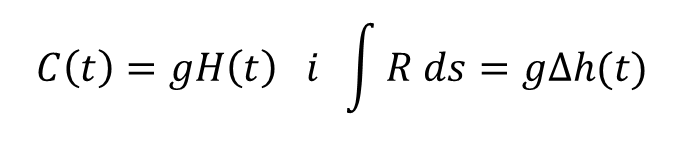 C(t) = gH(t)   i   ∫ R ds = gΔh(t)